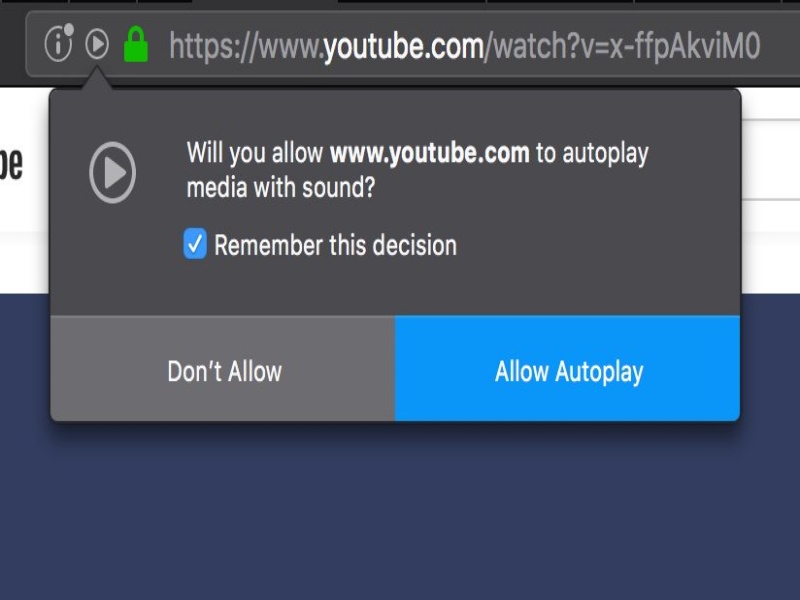 https://www.youtube.com/watch?v=x-ffpAkviM0
be
Will you allow www.youtube.com to autoplay
media with sound?
Remember this decision
Don't Allow
Allow Autoplay